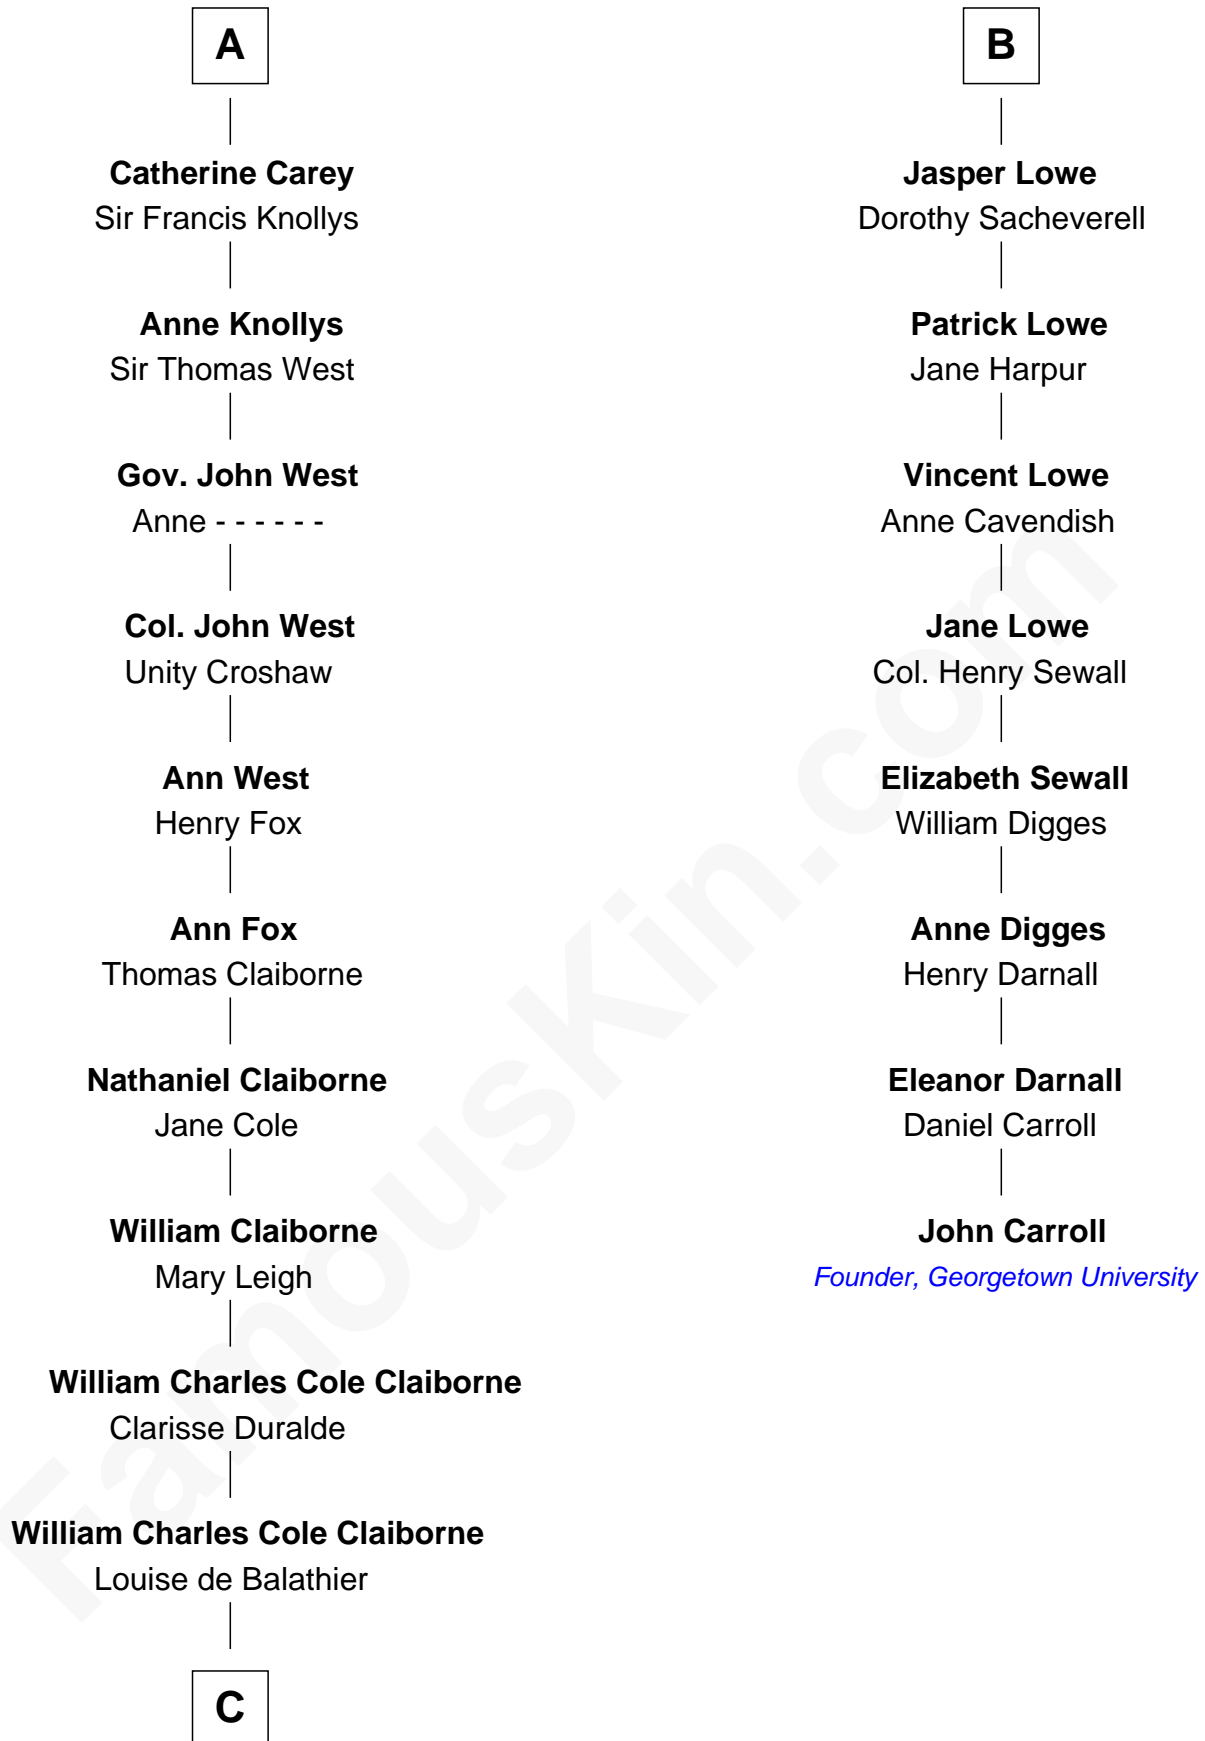 A
Catherine Carey
Sir Francis Knollys
Anne Knollys
Sir Thomas West
Gov. John West
Anne - - - - - -
Col. John West
Unity Croshaw
Ann West
Henry Fox
Ann Fox
Thomas Claiborne
Nathaniel Claiborne
Jane Cole
William Claiborne
Mary Leigh
William Charles Cole Claiborne
Clarisse Duralde
William Charles Cole Claiborne
Louise de Balathier
C
B
Jasper Lowe
Dorothy Sacheverell
Patrick Lowe
Jane Harpur
Vincent Lowe
Anne Cavendish
Jane Lowe
Col. Henry Sewall
Elizabeth Sewall
William Digges
Anne Digges
Henry Darnall
Eleanor Darnall
Daniel Carroll
John Carroll
Founder, Georgetown University
FamousKin.com